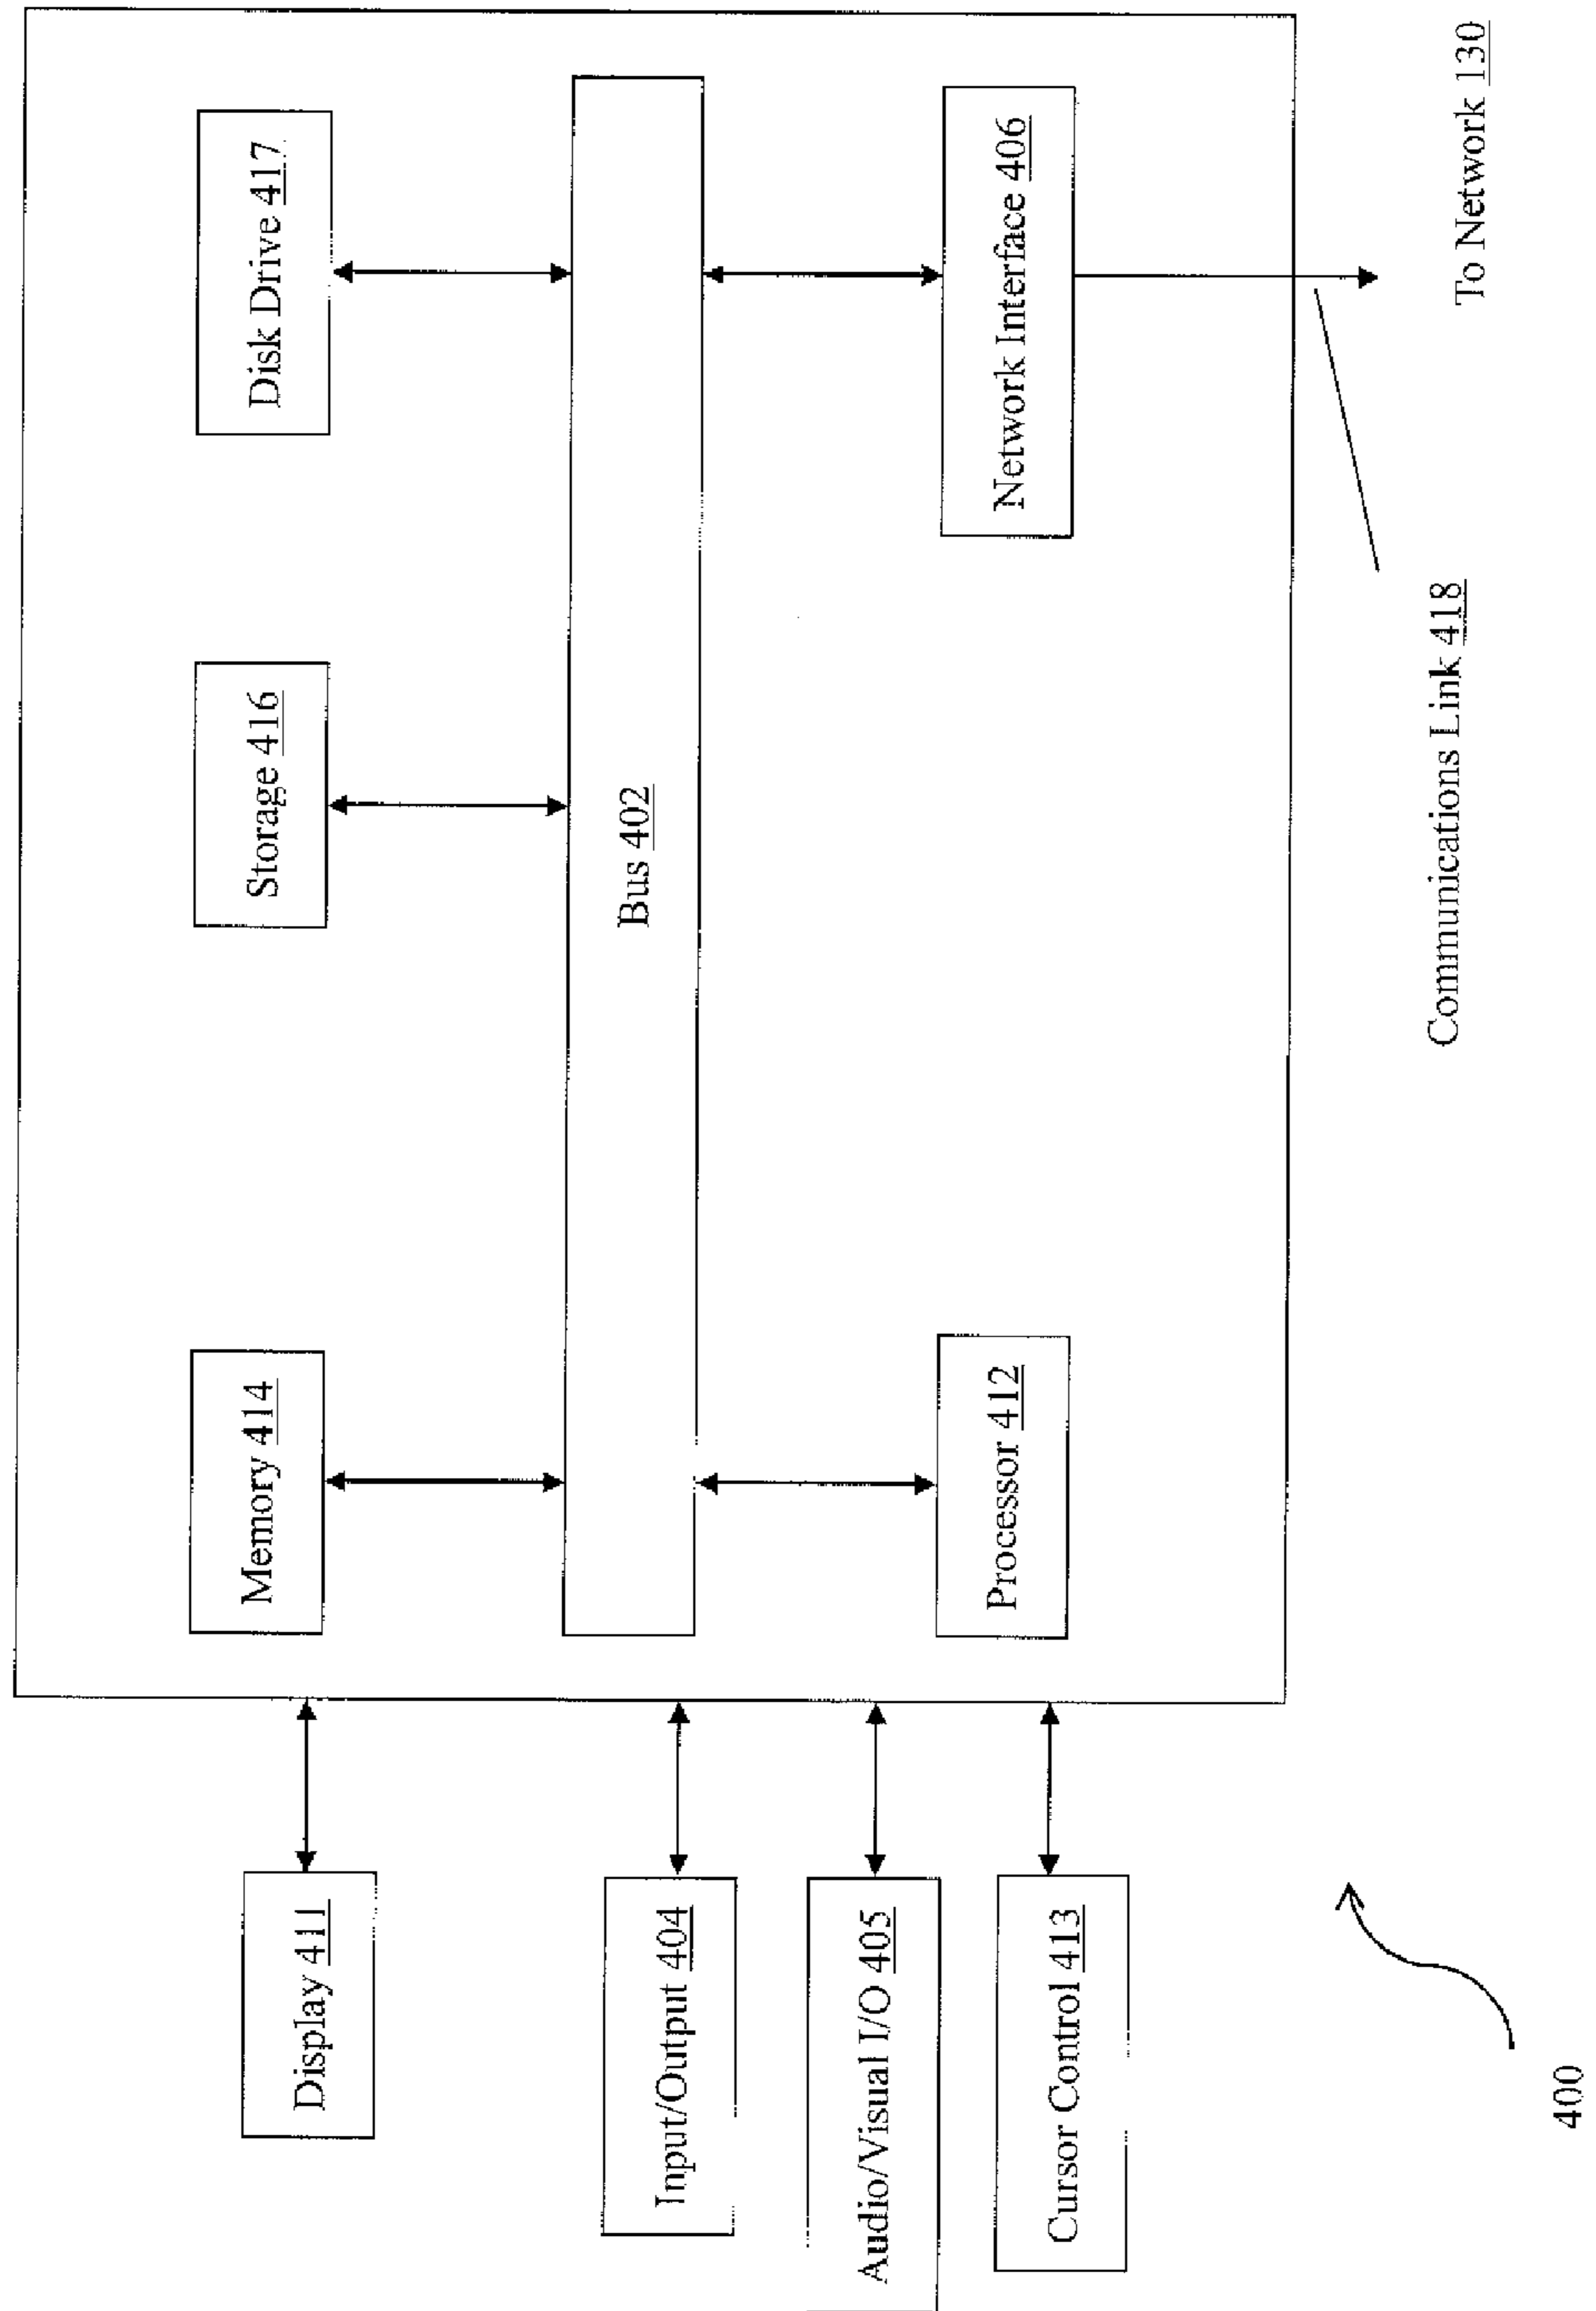 Display 411
Input/Output 404
Audio/Visual I/O 405
Cursor Control 413
Memory 414
Storage 416
Disk Drive 417
Bus 402
Processor 412
Network Interface 406
Communications Link 418
To Network 130
400